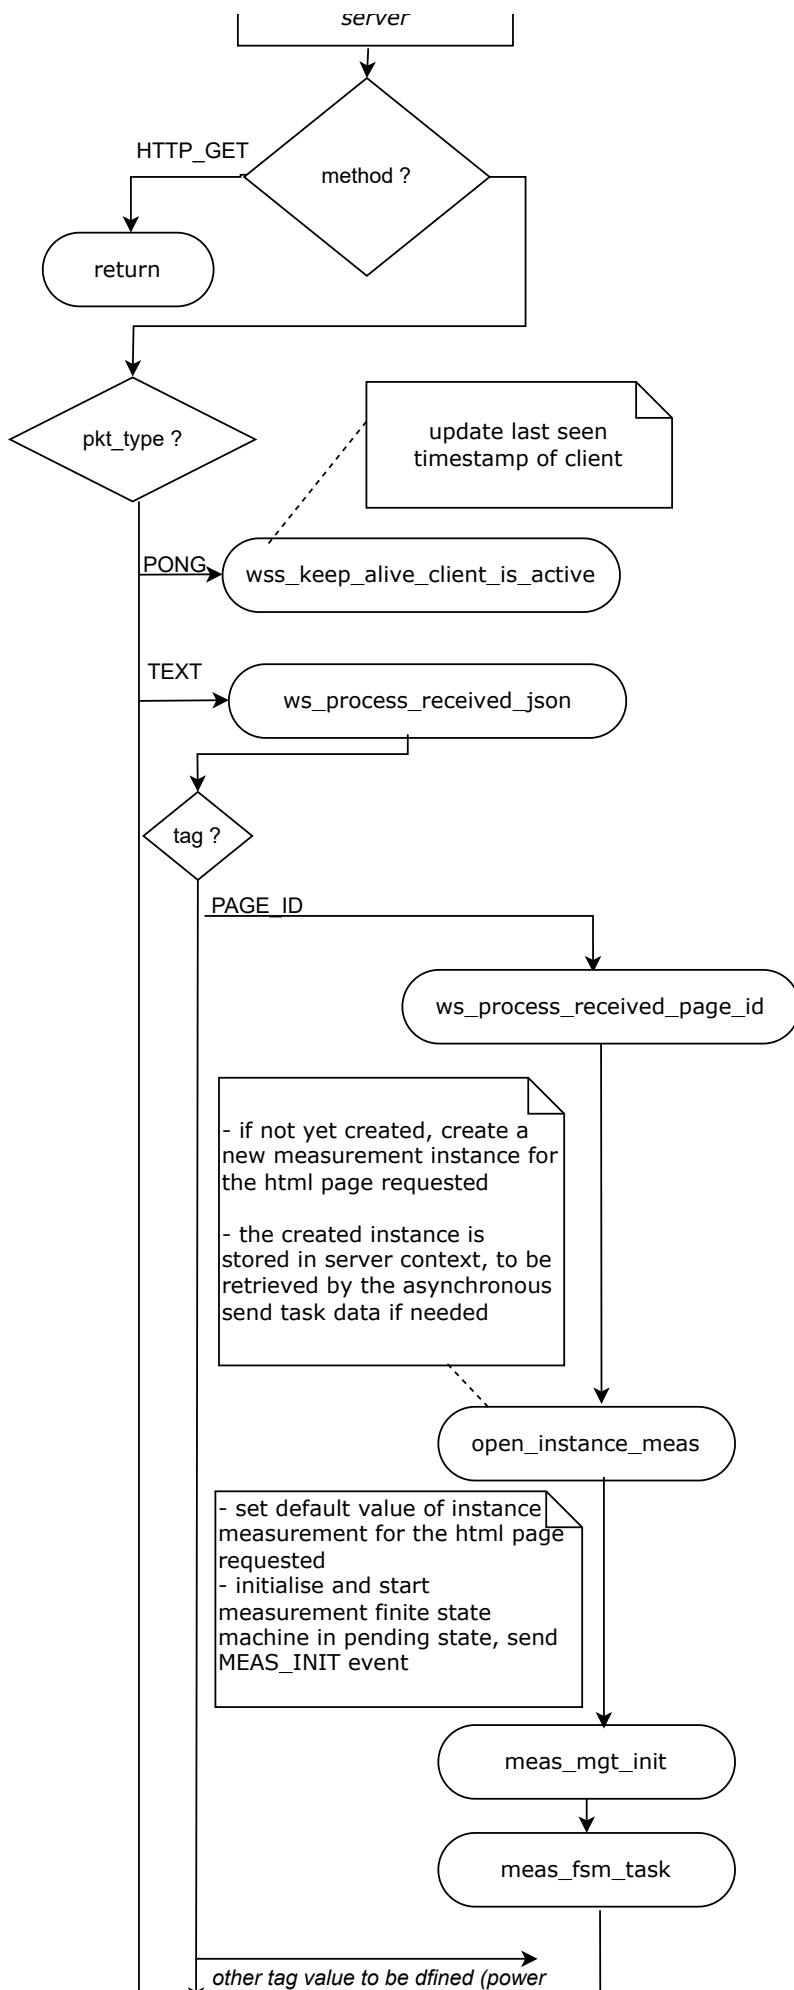 server
HTTP_GET
method ?
return
pkt_type ?
update last seen
timestamp of client
PONG
wss_keep_alive_client_is_active
TEXT
ws_process_received_json
tag ?
PAGE_ID
ws_process_received_page_id
- if not yet created, create a
new measurement instance for
the html page requested
- the created instance is
stored in server context, to be
retrieved by the asynchronous
send task data if needed
open_instance_meas
- set default value of instance
measurement for the html page
requested
- initialise and start
measurement finite state
machine in pending state, send
MEAS_INIT event
meas_mgt_init
meas_fsm_task
other tag value to be dfined (power